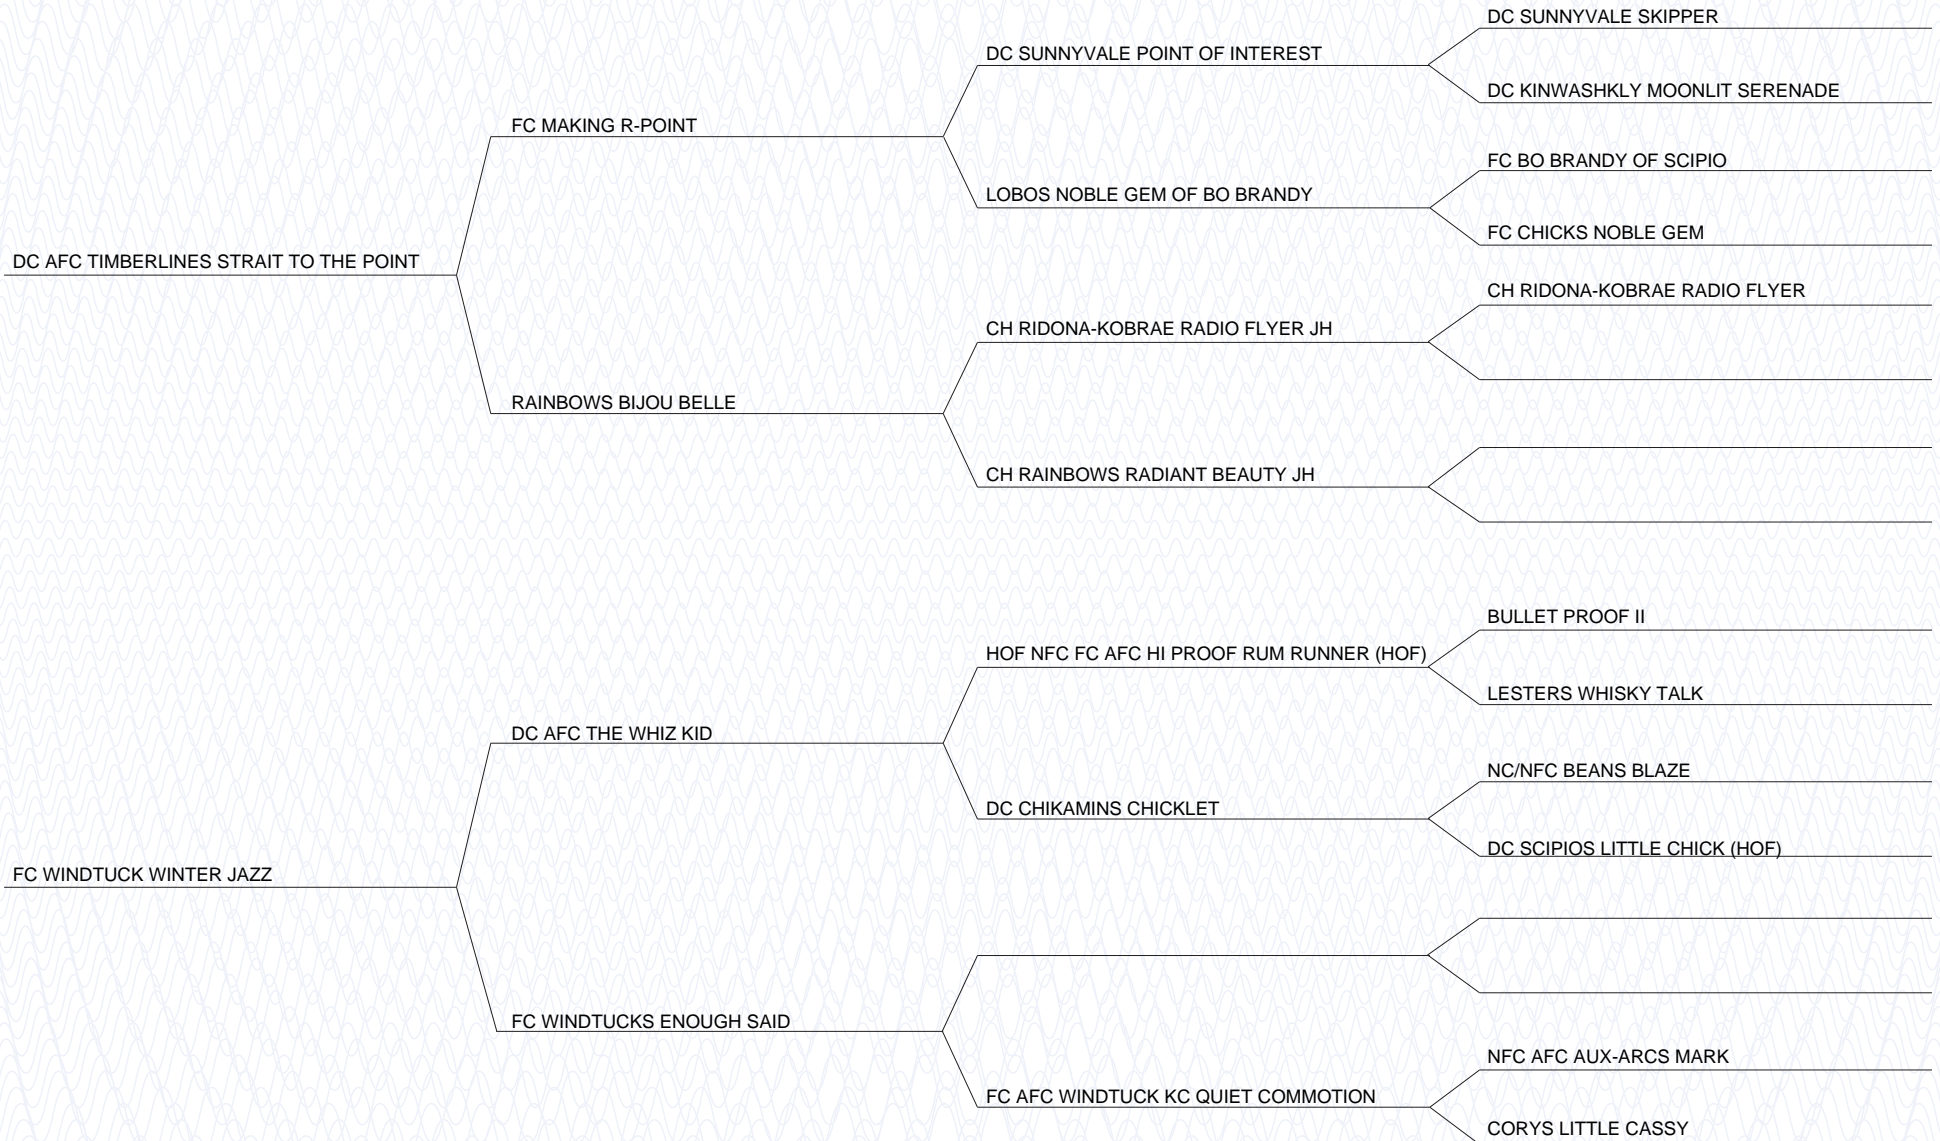 DC SUNNYVALE SKIPPER
DC SUNNYVALE POINT OF INTEREST
DC KINWASHKLY MOONLIT SERENADE
FC MAKING R-POINT
FC BO BRANDY OF SCIPIO
LOBOS NOBLE GEM OF BO BRANDY
FC CHICKS NOBLE GEM
DC AFC TIMBERLINES STRAIT TO THE POINT
CH RIDONA-KOBRAE RADIO FLYER
CH RIDONA-KOBRAE RADIO FLYER JH
RAINBOWS BIJOU BELLE
CH RAINBOWS RADIANT BEAUTY JH
BULLET PROOF II
HOF NFC FC AFC HI PROOF RUM RUNNER (HOF)
LESTERS WHISKY TALK
DC AFC THE WHIZ KID
NC/NFC BEANS BLAZE
DC CHIKAMINS CHICKLET
DC SCIPIOS LITTLE CHICK (HOF)
FC WINDTUCK WINTER JAZZ
FC WINDTUCKS ENOUGH SAID
NFC AFC AUX-ARCS MARK
FC AFC WINDTUCK KC QUIET COMMOTION
CORYS LITTLE CASSY